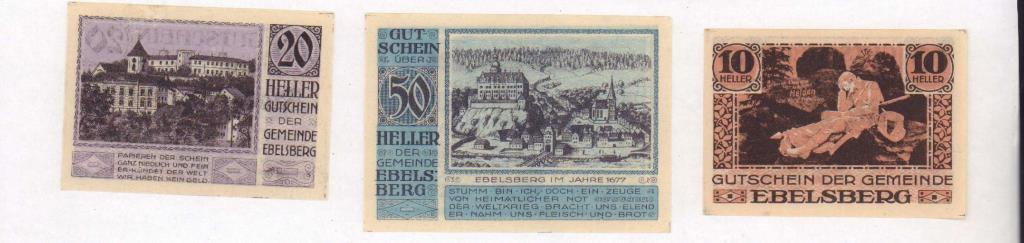 20
HELLER
GUTSCHEIN
DER
GEMEINDE
EBELSBERG
PAPIEREN DER SCHEIN
GANZ NIEDLICH UND FEIN
ER KÜNDET DER WELT
WIR HABEN KEIN GELD
GUT-
SCHEIN
ÜBER
50
HELLER
DER
GEMEINDE
EBELS-
BERG
EBELSBERG IM JAHRE 1677
STUMM · BIN · ICH, · DOCH · EIN · ZEUGE
VON HEIMATLICHER NOT
DER WELTKRIEG BRACHT UNS ELEND
ER · NAHM · UNS · FLEISCH · UND · BROT
10
HELLER
10
HELLER
GUTSCHEIN DER GEMEINDE
EBELSBERG